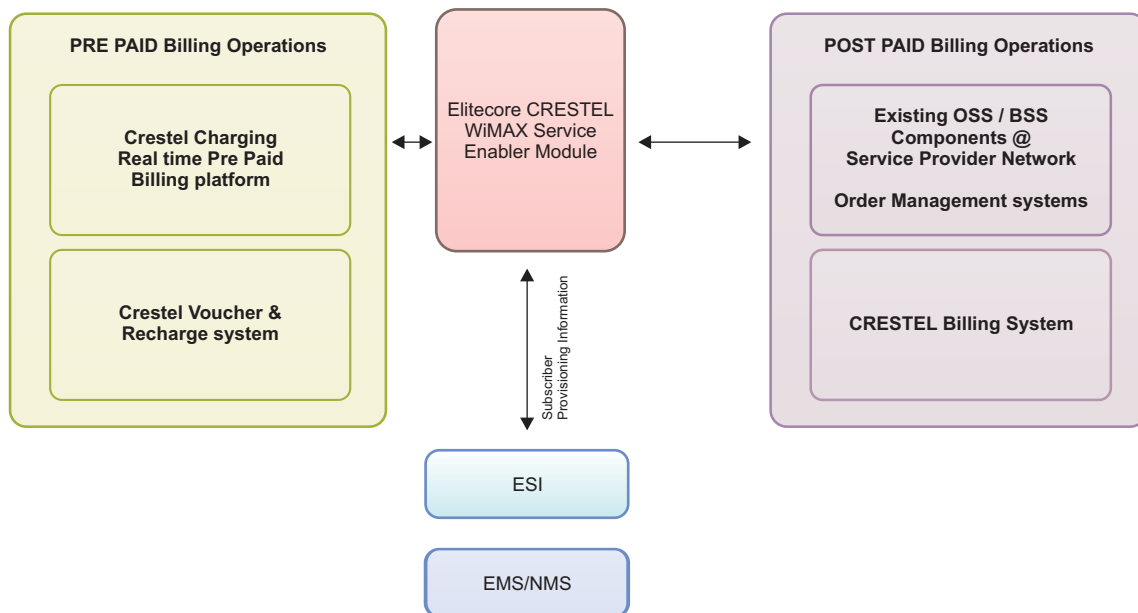 PRE PAID Billing Operations
Crestel Charging
Real time Pre Paid
Billing platform
Crestel Voucher &
Recharge system
Elitecore CRESTEL
WiMAX Service
Enabler Module
Subscriber
Provisioning Information
ESI
EMS/NMS
POST PAID Billing Operations
Existing OSS / BSS
Components @
Service Provider Network
Order Management systems
CRESTEL Billing System